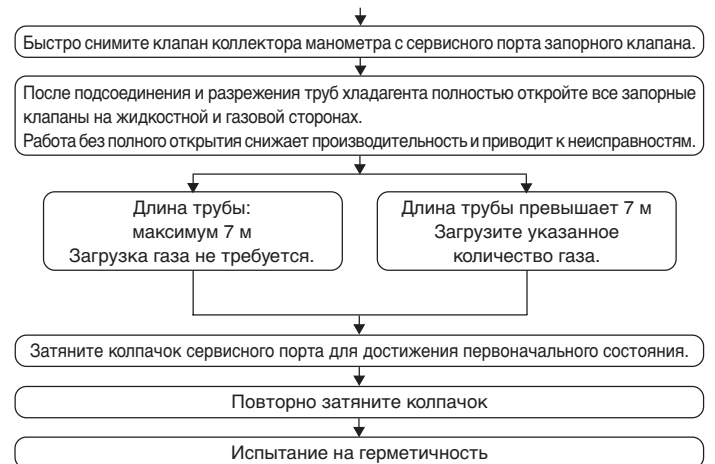 Быстро снимите клапан коллектора манометра с сервисного порта запорного клапана.
После подсоединения и разрежения труб хладагента полностью откройте все запорные
клапаны на жидкостной и газовой сторонах.
Работа без полного открытия снижает производительность и приводит к неисправностям.
Длина трубы:
максимум 7 м
Загрузка газа не требуется.
Длина трубы превышает 7 м
Загрузите указанное
количество газа.
Затяните колпачок сервисного порта для достижения первоначального состояния.
Повторно затяните колпачок
Испытание на герметичность